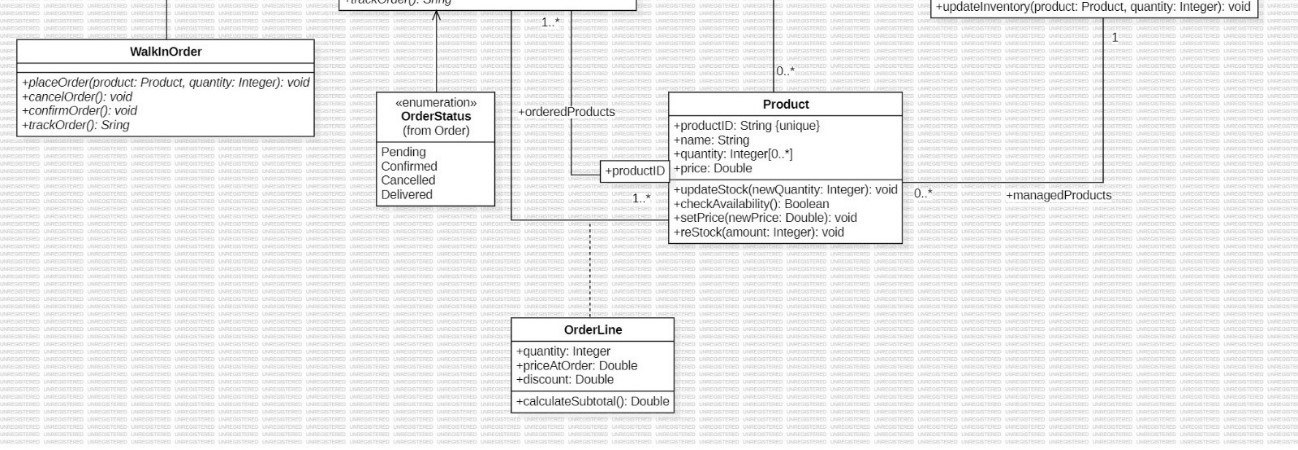 +trackOrder(): Sring
+updateInventory(product: Product, quantity: Integer): void
1..*
1
WalkInOrder
+placeOrder(product: Product, quantity: Integer): void
+cancelOrder(): void
+confirmOrder(): void
+trackOrder(): Sring
0..*
«enumeration»
OrderStatus
(from Order)
Pending
Confirmed
Cancelled
Delivered
+orderedProducts
Product
+productID: String {unique}
+name: String
+quantity: Integer[0..*]
+price: Double
+updateStock(newQuantity: Integer): void
+checkAvailability(): Boolean
+setPrice(newPrice: Double): void
+reStock(amount: Integer): void
+productID
1..*
0..*
+managedProducts
OrderLine
+quantity: Integer
+priceAtOrder: Double
+discount: Double
+calculateSubtotal(): Double
UNREGISTERED